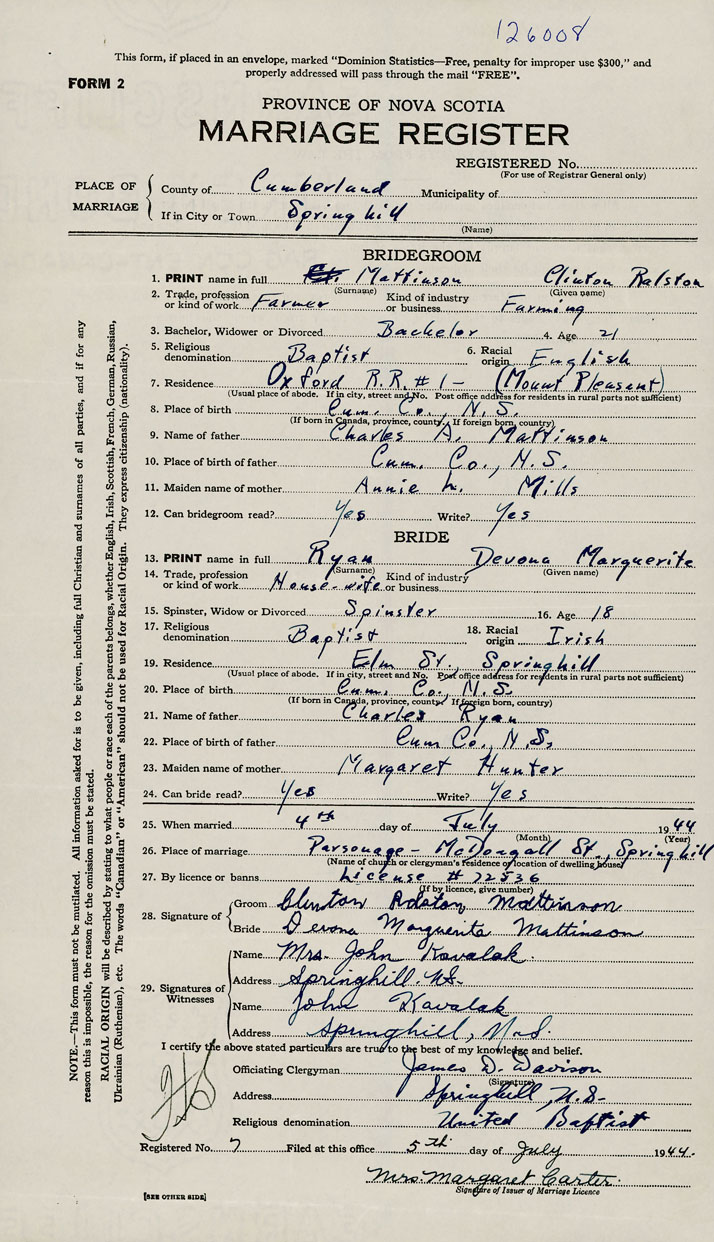 126008
This form, if placed in an envelope, marked "Dominion Statistics—Free, penalty for improper use $300," and
properly addressed will pass through the mail "FREE".
FORM 2
PROVINCE OF NOVA SCOTIA
MARRIAGE REGISTER
REGISTERED No.
(For use of Registrar General only)
PLACE OF MARRIAGE
County of Cumberland Municipality of
If in City or Town Springhill
(Name)
BRIDEGROOM
1. PRINT name in full Mattinson Clinton Ralston
(Surname) (Given name)
2. Trade, profession or kind of work Farmer Kind of industry or business Farming
3. Bachelor, Widower or Divorced Bachelor 4. Age 21
5. Religious denomination Baptist 6. Racial origin English
7. Residence Oxford R.R. #1- (Mount Pleasant)
(Usual place of abode. If in city, street and No. Post office address for residents in rural parts not sufficient)
8. Place of birth Cum. Co., N.S.
(If born in Canada, province, county. If foreign born, country)
9. Name of father Charles A. Mattinson
10. Place of birth of father Cum. Co., N.S.
11. Maiden name of mother Annie L. Mills
12. Can bridegroom read? Yes Write? Yes
BRIDE
13. PRINT name in full Ryan Devona Marguerite
(Surname) (Given name)
14. Trade, profession or kind of work House-wife Kind of industry or business
15. Spinster, Widow or Divorced Spinster 16. Age 18
17. Religious denomination Baptist 18. Racial origin Irish
19. Residence Elm St., Springhill
(Usual place of abode. If in city, street and No. Post office address for residents in rural parts not sufficient)
20. Place of birth Cum. Co., N.S.
(If born in Canada, province, county. If foreign born, country)
21. Name of father Charles Ryan
22. Place of birth of father Cum Co., N.S.
23. Maiden name of mother Margaret Hunter
24. Can bride read? Yes Write? Yes
25. When married 4th day of July 1944
(Month) (Year)
26. Place of marriage Parsonage - McDougall St., Springhill
(Name of church or clergyman's residence or location of dwelling house)
27. By licence or banns License # 22536
(If by licence, give number)
28. Signature of
Groom Clinton Ralston Mattinson
Bride Devona Marguerite Mattinson
29. Signatures of Witnesses
Name Mrs. John Kovalak.
Address Springhill. N.S.
Name John Kovalak
Address Springhill, N.S.
I certify the above stated particulars are true to the best of my knowledge and belief.
Officiating Clergyman James D. Davison
(Signature)
Address Springhill, N.S.
Religious denomination United Baptist
Registered No. 7 Filed at this office 5th day of July 1944.
Mrs. Margaret Carter.
Signature of Issuer of Marriage Licence
[SEE OTHER SIDE]
NOTE.—This form must not be mutilated. All information asked for is to be given, including full Christian and surnames of all parties, and if for any
reason this is impossible, the reason for the omission must be stated.
RACIAL ORIGIN will be described by stating to what people or race each of the parents belongs, whether English, Irish, Scottish, French, German, Russian,
Ukrainian (Ruthenian), etc. The words "Canadian" or "American" should not be used for Racial Origin. They express citizenship (nationality).